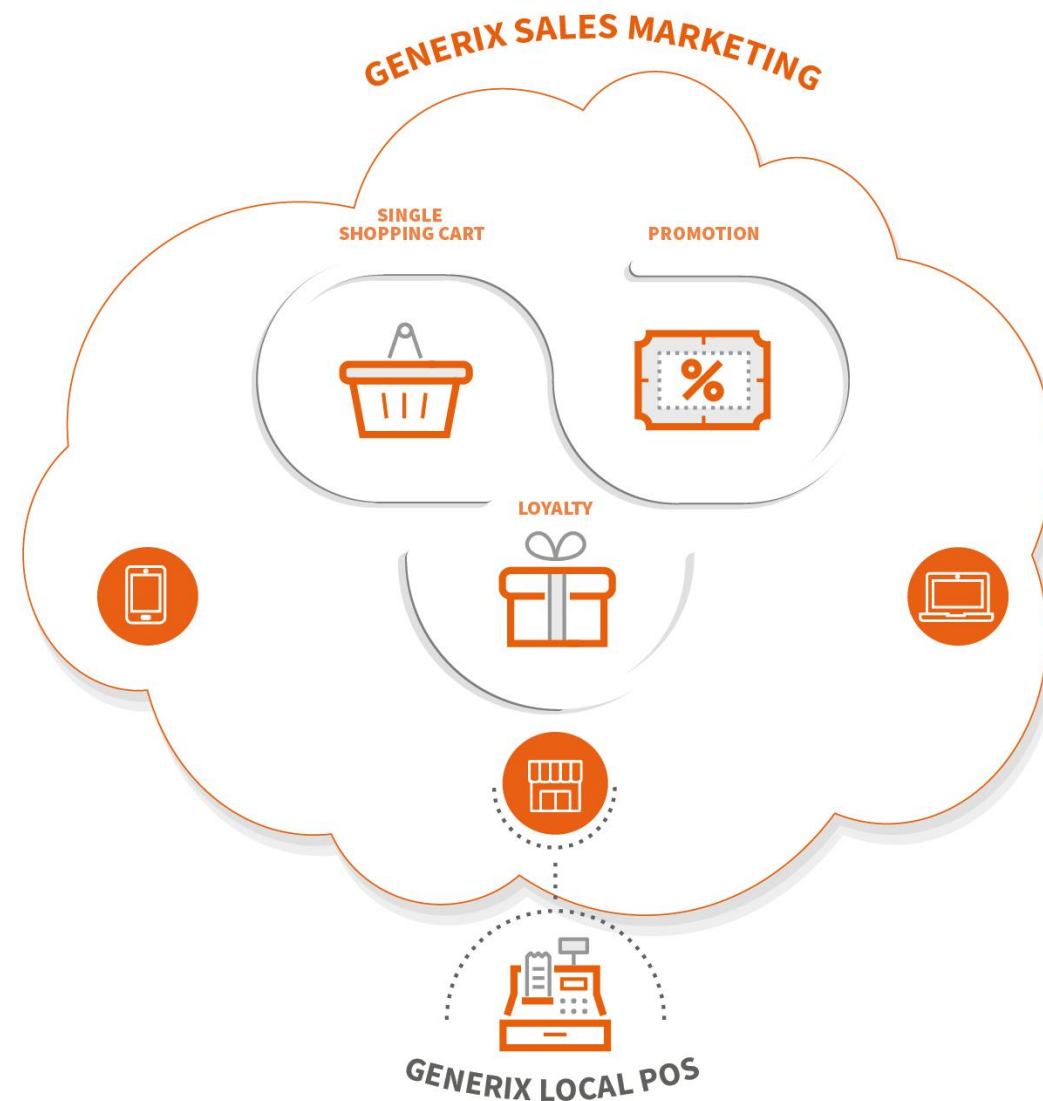 GENERIX SALES MARKETING
SINGLE
SHOPPING CART
PROMOTION
%
LOYALTY
GENERIX LOCAL POS